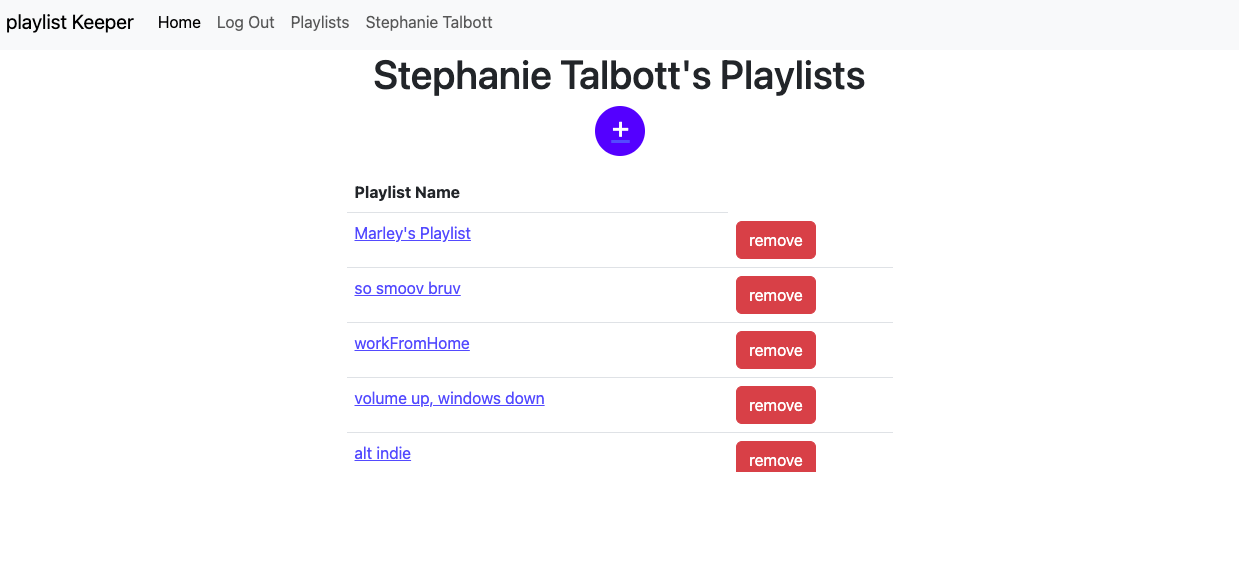 playlist Keeper Home Log Out Playlists Stephanie Talbott
Stephanie Talbott's Playlists
+
Playlist Name
Marley's Playlist remove
so smoov bruv remove
workFromHome remove
volume up, windows down remove
alt indie remove